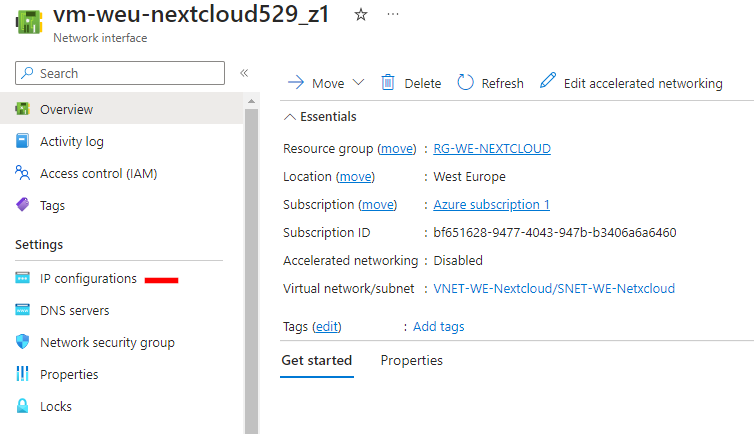 vm-weu-nextcloud529_z1 ☆ ...
Network interface
Search
«
Overview
Activity log
Access control (IAM)
Tags
Settings
IP configurations
DNS servers
Network security group
Properties
Locks
Move Delete Refresh Edit accelerated networking
Essentials
Resource group (move) : RG-WE-NEXTCLOUD
Location (move) : West Europe
Subscription (move) : Azure subscription 1
Subscription ID : bf651628-9477-4043-947b-b3406a6a6460
Accelerated networking : Disabled
Virtual network/subnet : VNET-WE-Nextcloud/SNET-WE-Netxcloud
Tags (edit) : Add tags
Get started Properties